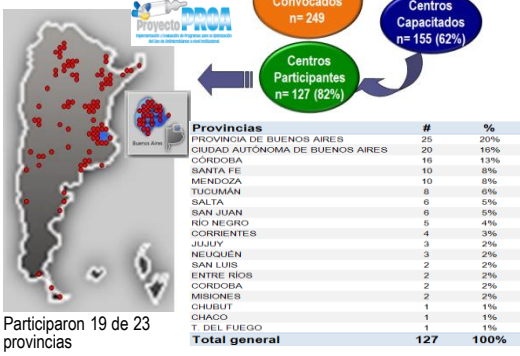 Proyecto PROA
Convocados
n= 249
Centros
Capacitados
n= 155 (62%)
Centros
Participantes
n= 127 (82%)
Buenos Aires
Provincias # %
PROVINCIA DE BUENOS AIRES 25 20%
CIUDAD AUTÓNOMA DE BUENOS AIRES 20 16%
CÓRDOBA 16 13%
SANTA FE 10 8%
MENDOZA 10 8%
TUCUMÁN 8 6%
SALTA 6 5%
SAN JUAN 6 5%
RÍO NEGRO 5 4%
CORRIENTES 4 3%
JUJUY 3 2%
NEUQUÉN 3 2%
SAN LUIS 2 2%
ENTRE RÍOS 2 2%
CORDOBA 2 2%
MISIONES 2 2%
CHUBUT 1 1%
CHACO 1 1%
T. DEL FUEGO 1 1%
Total general 127 100%
Participaron 19 de 23
provincias